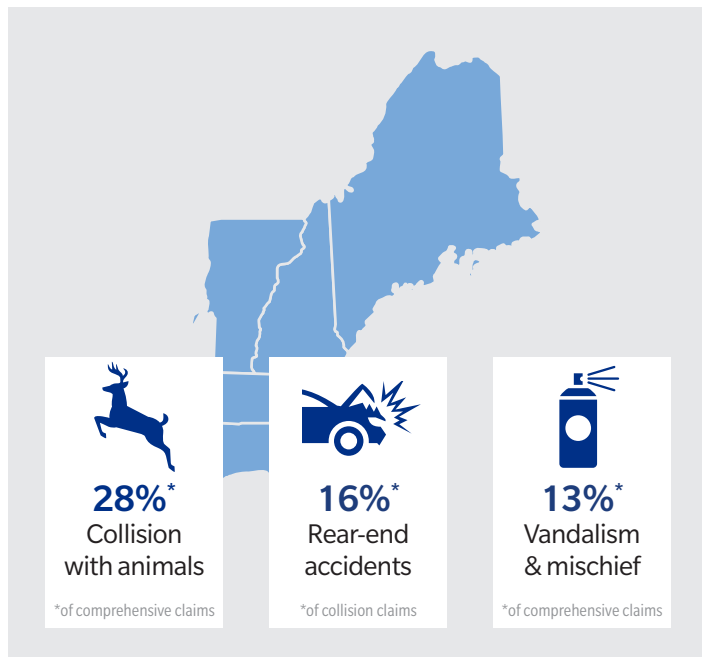 28%*
Collision
with animals
*of comprehensive claims
16%*
Rear-end
accidents
*of collision claims
13%*
Vandalism
& mischief
*of comprehensive claims